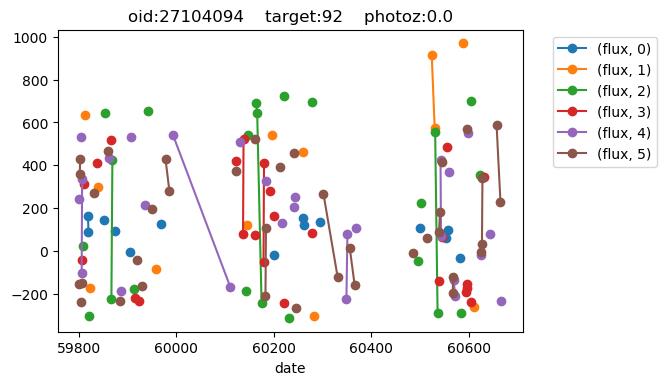 oid:27104094    target:92    photoz:0.0
1000
800
600
400
200
0
−200
59800
60000
60200
60400
60600
date
(flux, 0)
(flux, 1)
(flux, 2)
(flux, 3)
(flux, 4)
(flux, 5)